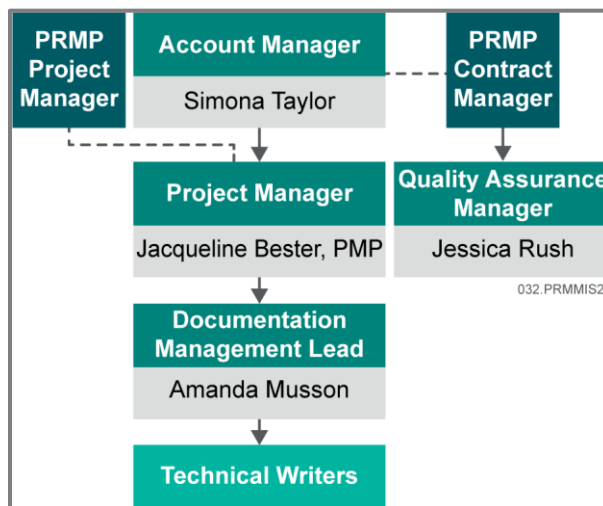 PRMP
Project
Manager
Account Manager
Simona Taylor
PRMP
Contract
Manager
Project Manager
Jacqueline Bester, PMP
Quality Assurance
Manager
Jessica Rush
032.PRMMIS2
Documentation
Management Lead
Amanda Musson
Technical Writers